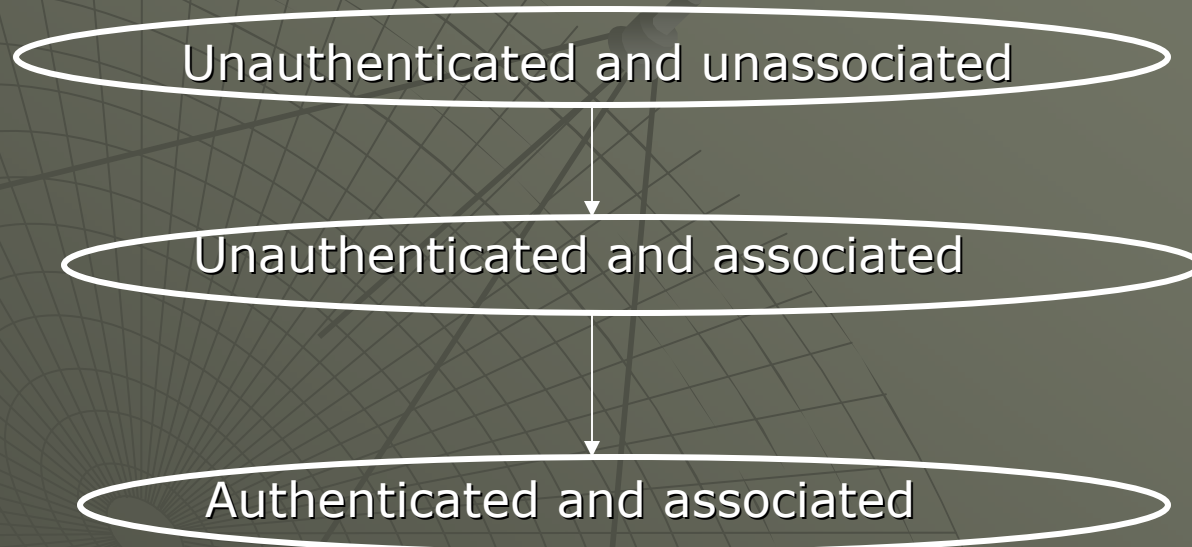 Unauthenticated and unassociated
Unauthenticated and associated
Authenticated and associated